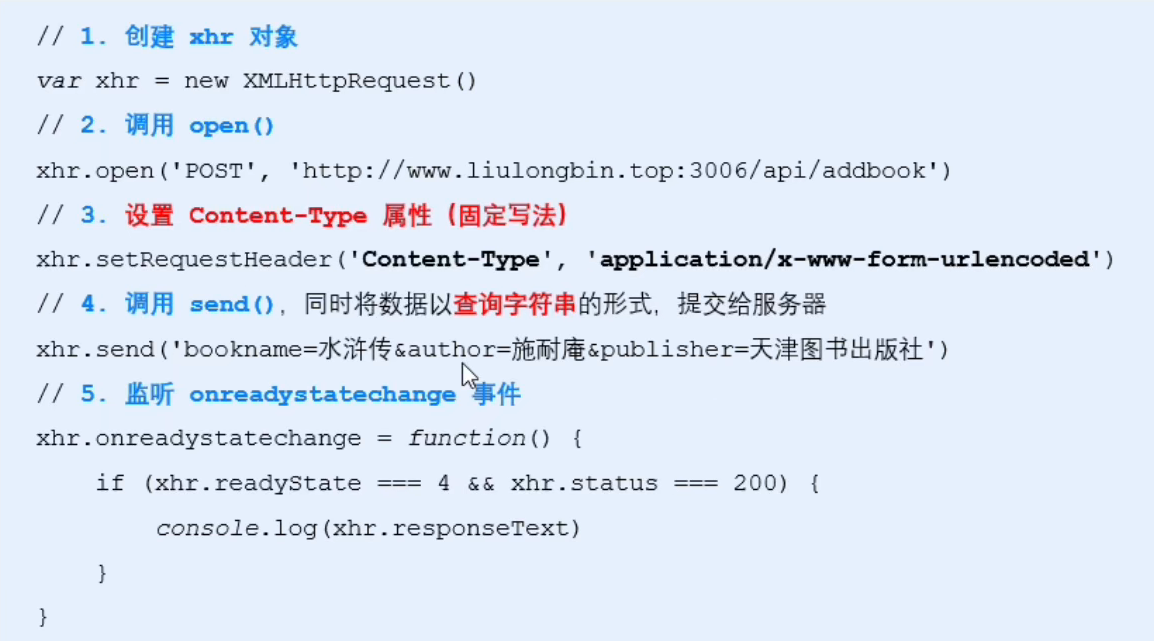 // 1. 创建 xhr 对象
var xhr = new XMLHttpRequest()
// 2. 调用 open()
xhr.open('POST', 'http://www.liulongbin.top:3006/api/addbook')
// 3. 设置 Content-Type 属性（固定写法）
xhr.setRequestHeader('Content-Type', 'application/x-www-form-urlencoded')
// 4. 调用 send()，同时将数据以查询字符串的形式，提交给服务器
xhr.send('bookname=水浒传&author=施耐庵&publisher=天津图书出版社')
// 5. 监听 onreadystatechange 事件
xhr.onreadystatechange = function() {
    if (xhr.readyState === 4 && xhr.status === 200) {
        console.log(xhr.responseText)
    }
}